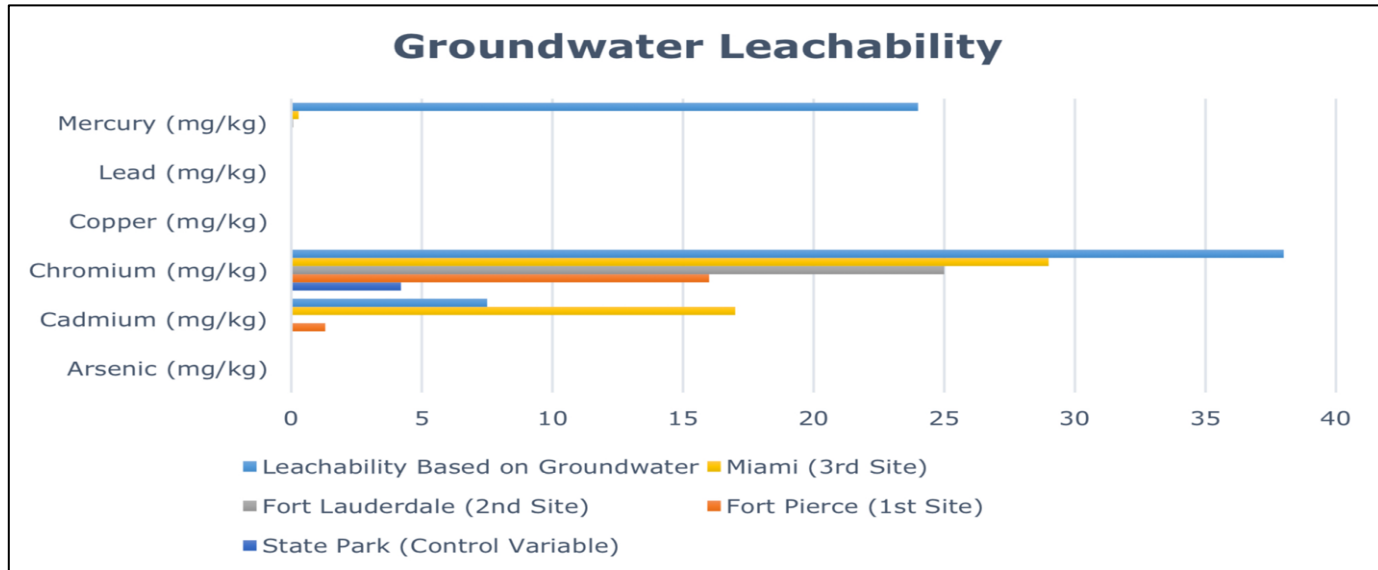 Groundwater Leachability
Mercury (mg/kg)
Lead (mg/kg)
Copper (mg/kg)
Chromium (mg/kg)
Cadmium (mg/kg)
Arsenic (mg/kg)
0 5 10 15 20 25 30 35 40
Leachability Based on Groundwater Miami (3rd Site)
Fort Lauderdale (2nd Site) Fort Pierce (1st Site)
State Park (Control Variable)